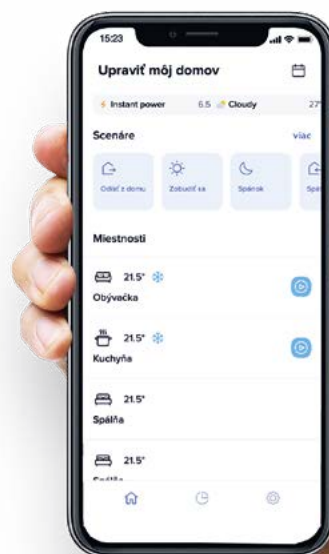 15:23
Upraviť môj domov
Instant power 6.5 Cloudy 27°
Scenáre viac
Odísť z domu Zobudiť sa Spánok
Miestnosti
21.5°
Obývačka
21.5°
Kuchyňa
21.5°
Spálňa
21.5°